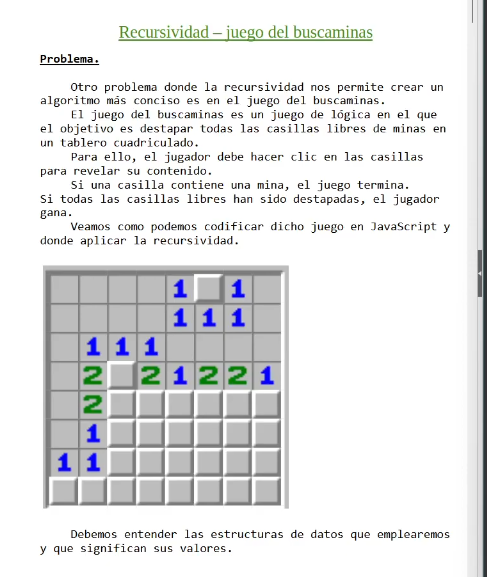 Recursividad – juego del buscaminas
Problema.
Otro problema donde la recursividad nos permite crear un
algoritmo más conciso es en el juego del buscaminas.
El juego del buscaminas es un juego de lógica en el que
el objetivo es destapar todas las casillas libres de minas en
un tablero cuadriculado.
Para ello, el jugador debe hacer clic en las casillas
para revelar su contenido.
Si una casilla contiene una mina, el juego termina.
Si todas las casillas libres han sido destapadas, el jugador
gana.
Veamos como podemos codificar dicho juego en JavaScript y
donde aplicar la recursividad.
1 1
1 1 1
1 1 1
2 2 1 2 2 1
2
1
1 1
Debemos entender las estructuras de datos que emplearemos
y que significan sus valores.